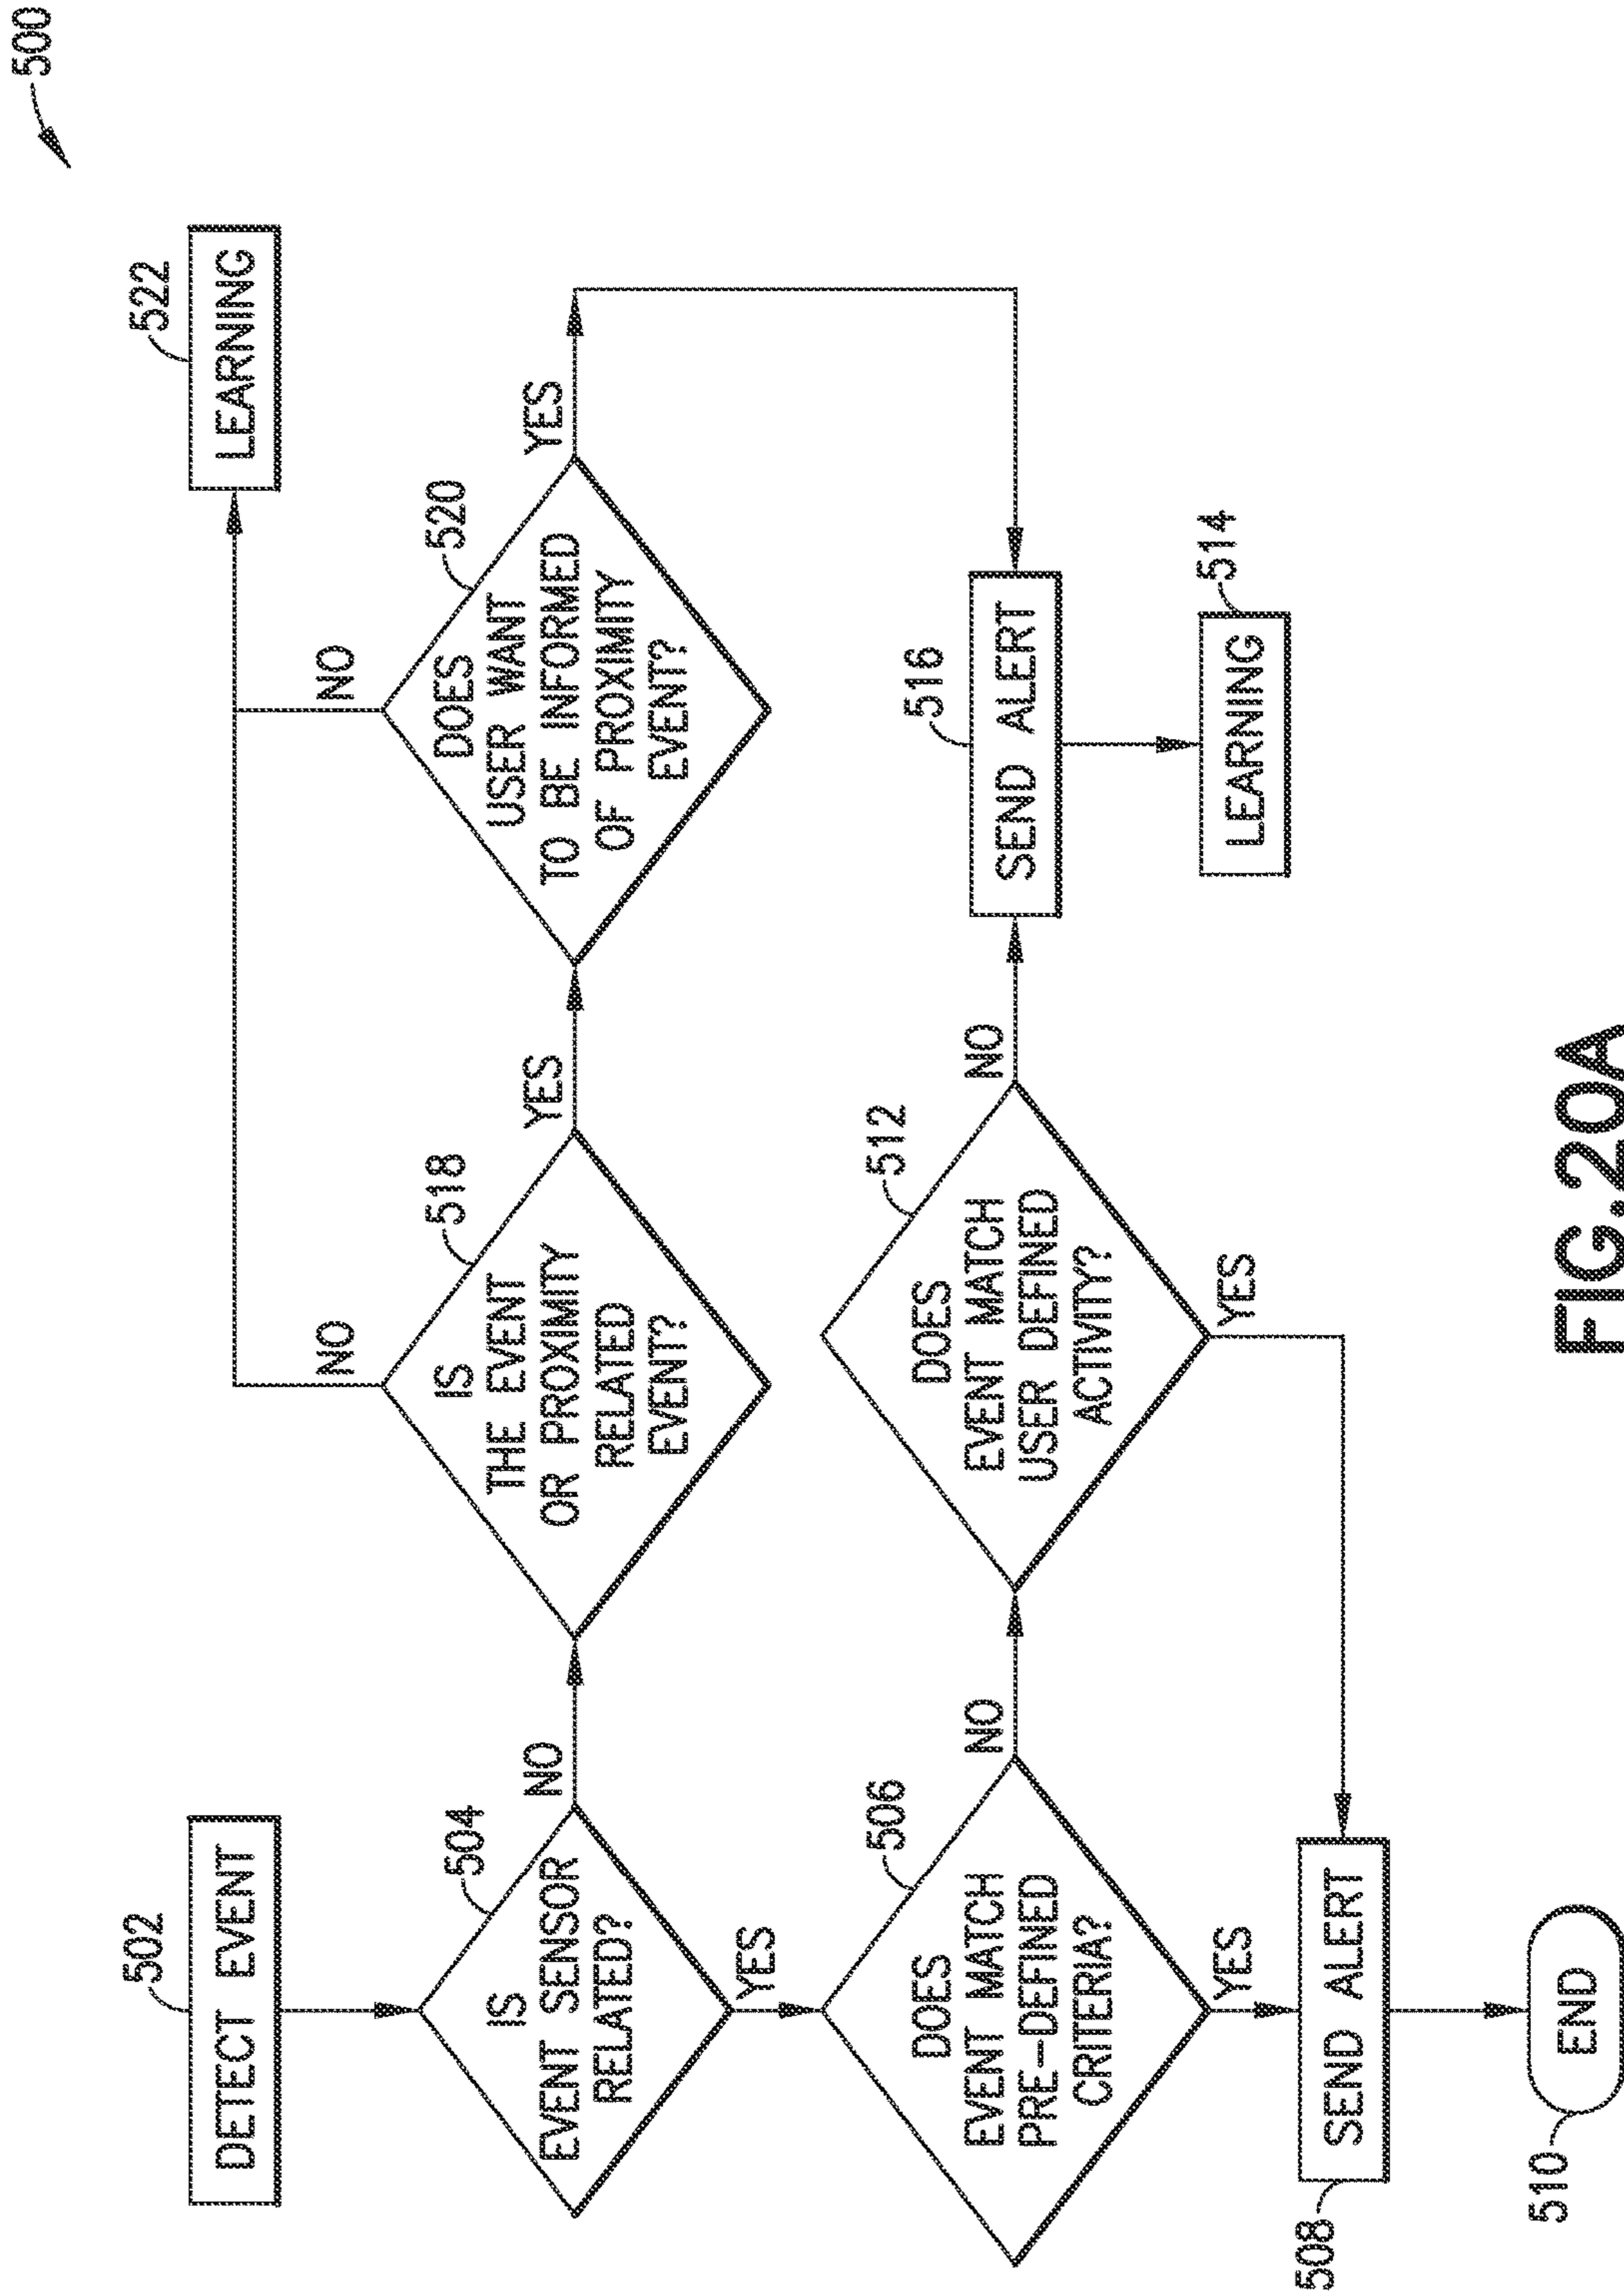 500
502
DETECT EVENT
522
LEARNING
504
IS
EVENT SENSOR
RELATED?
NO
YES
518
IS
THE EVENT
OR PROXIMITY
RELATED
EVENT?
NO
YES
520
DOES
USER WANT
TO BE INFORMED
OF PROXIMITY
EVENT?
NO
YES
506
DOES
EVENT MATCH
PRE-DEFINED
CRITERIA?
NO
YES
512
DOES
EVENT MATCH
USER DEFINED
ACTIVITY?
NO
YES
516
SEND ALERT
514
LEARNING
508
SEND ALERT
510
END
FIG.20A